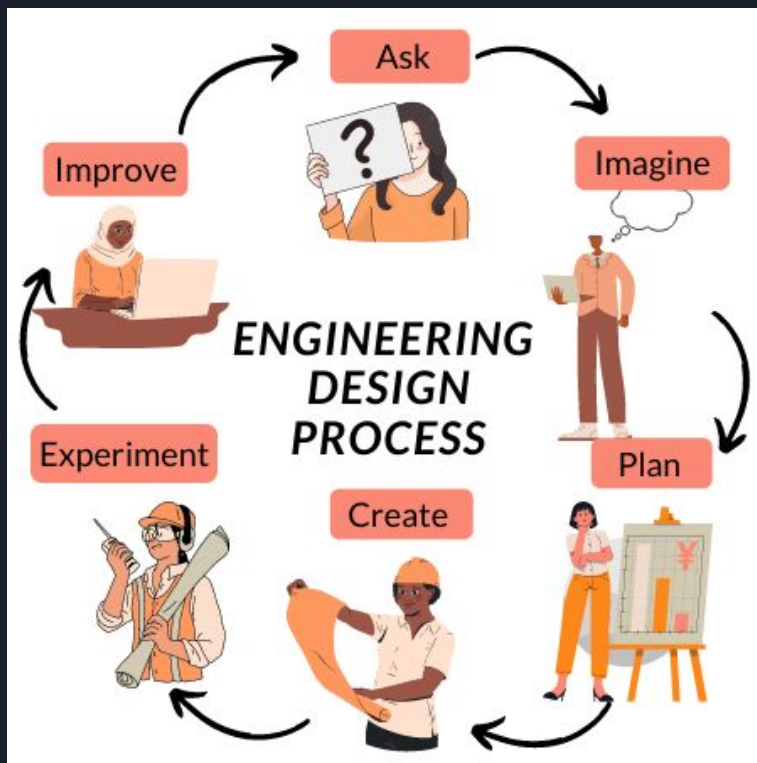 Ask
?
Imagine
Improve
ENGINEERING
DESIGN
PROCESS
Experiment
Plan
Create
¥